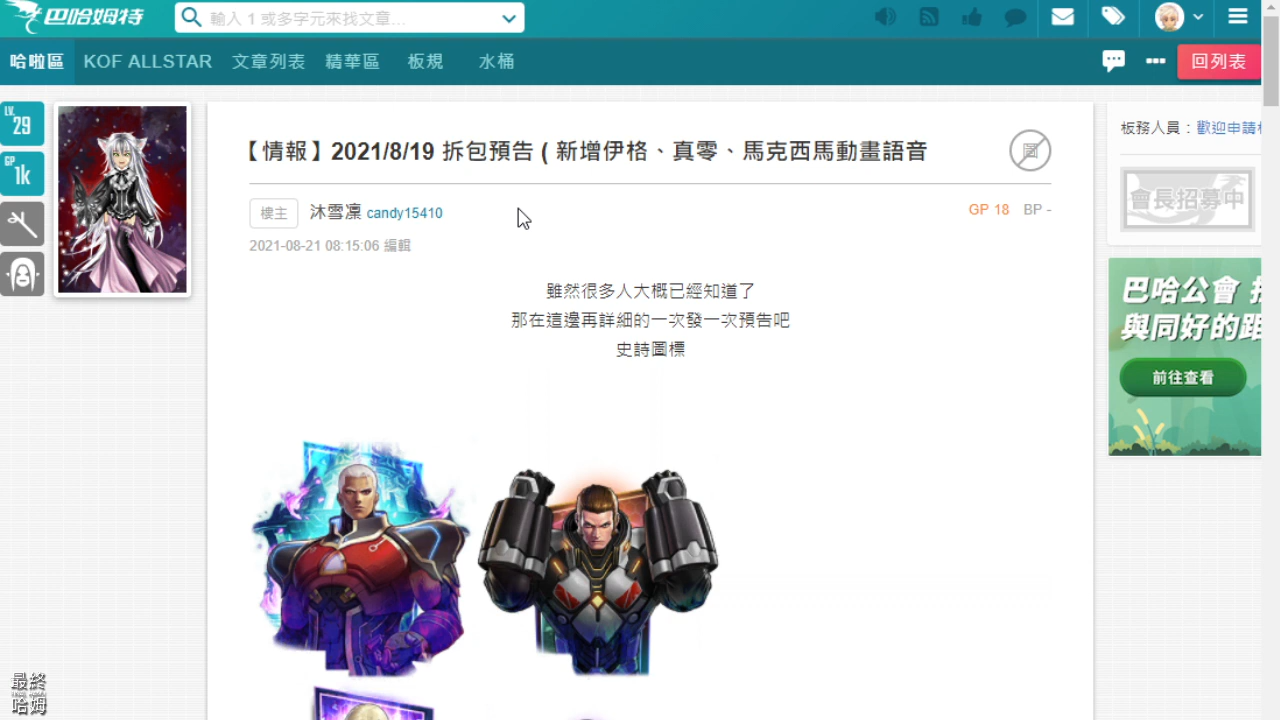 巴哈姆特
輸入 1 或多字元來找文章...
哈啦區 KOF ALLSTAR 文章列表 精華區 板規 水桶
回列表
LV. 29
GP 1k
【情報】2021/8/19 拆包預告 ( 新增伊格、真零、馬克西馬動畫語音
樓主 沐雪凜 candy15410
GP 18 BP -
2021-08-21 08:15:06 編輯
雖然很多人大概已經知道了
那在這邊再詳細的一次發一次預告吧
史詩圖標
板務人員：歡迎申請
會長招募中
巴哈公會
與同好的距
前往查看
最終
哈姆